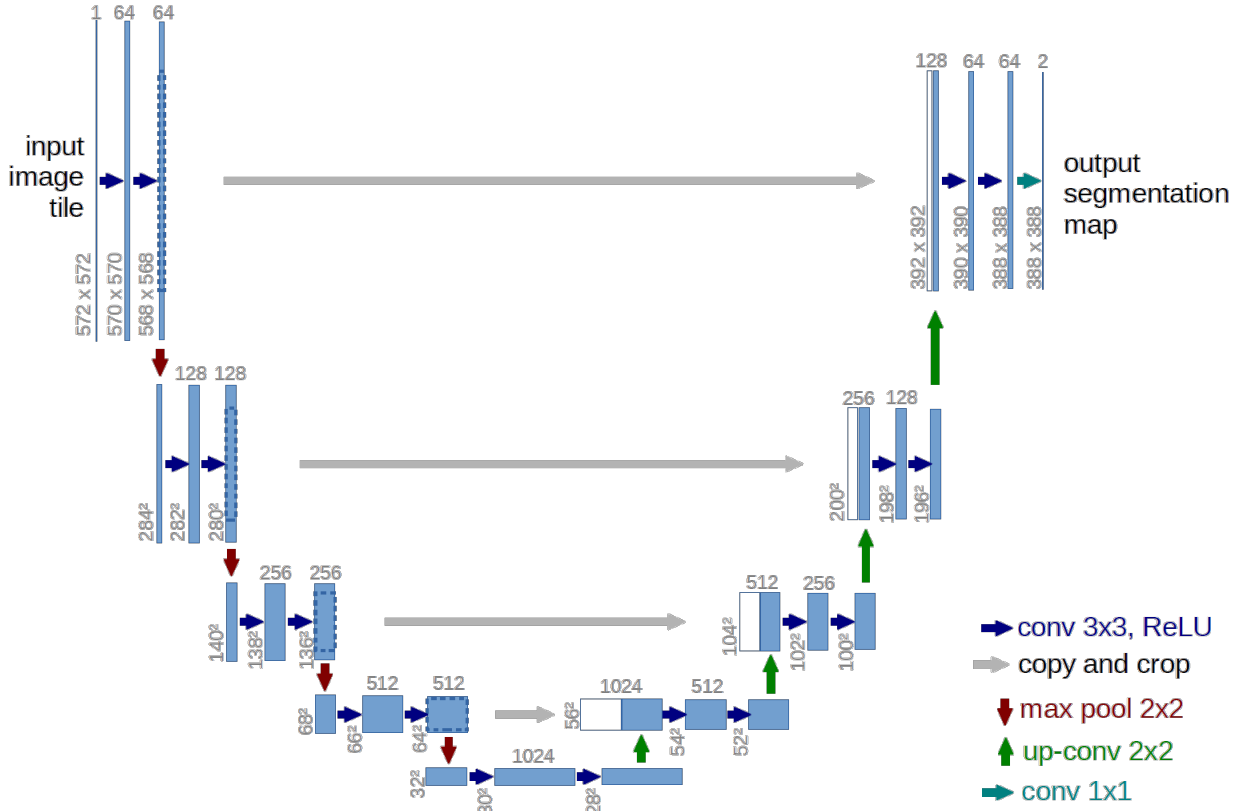 1 64 64
input
image
tile
572 x 572
570 x 570
568 x 568
128 64 64 2
392 x 392
390 x 390
388 x 388
388 x 388
output
segmentation
map
128 128
284²
282²
280²
256 128
200²
198²
196²
256 256
140²
138²
136²
512 256
104²
102²
100²
512 512
68²
66²
64²
1024 512
56²
54²
52²
1024
32²
30²
28²
conv 3x3, ReLU
copy and crop
max pool 2x2
up-conv 2x2
conv 1x1